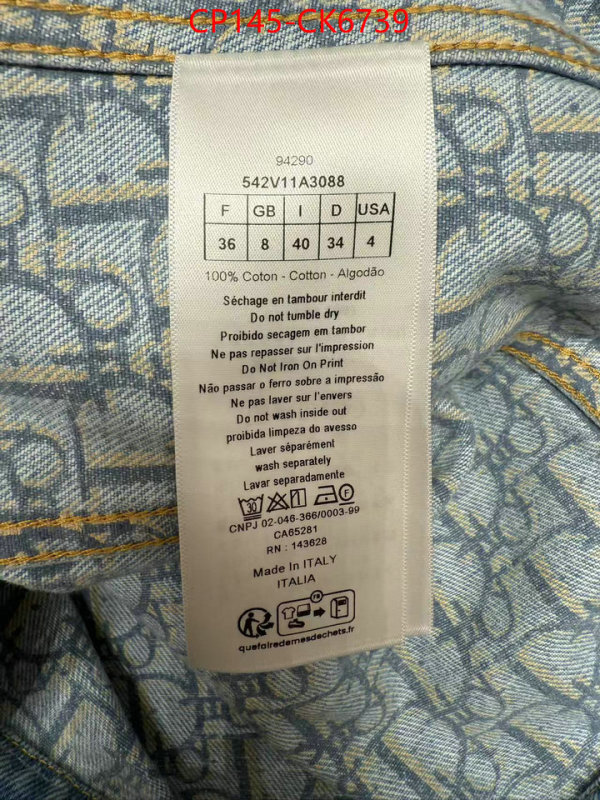 CP145-CK6739
94290
542V11A3088
F GB I D USA
36 8 40 34 4
100% Coton - Cotton - Algodão
Séchage en tambour interdit
Do not tumble dry
Proibido secagem em tambor
Ne pas repasser sur l'impression
Do Not Iron On Print
Não passar o ferro sobre a impressão
Ne pas laver sur l'envers
Do not wash inside out
proibida limpeza do avesso
Laver séparément
wash separately
Lavar separadamente
30 F
CNPJ 02-046-366/0003-99
CA65281
RN : 143628
Made In ITALY
ITALIA
FR
quefairedemesdechets.fr